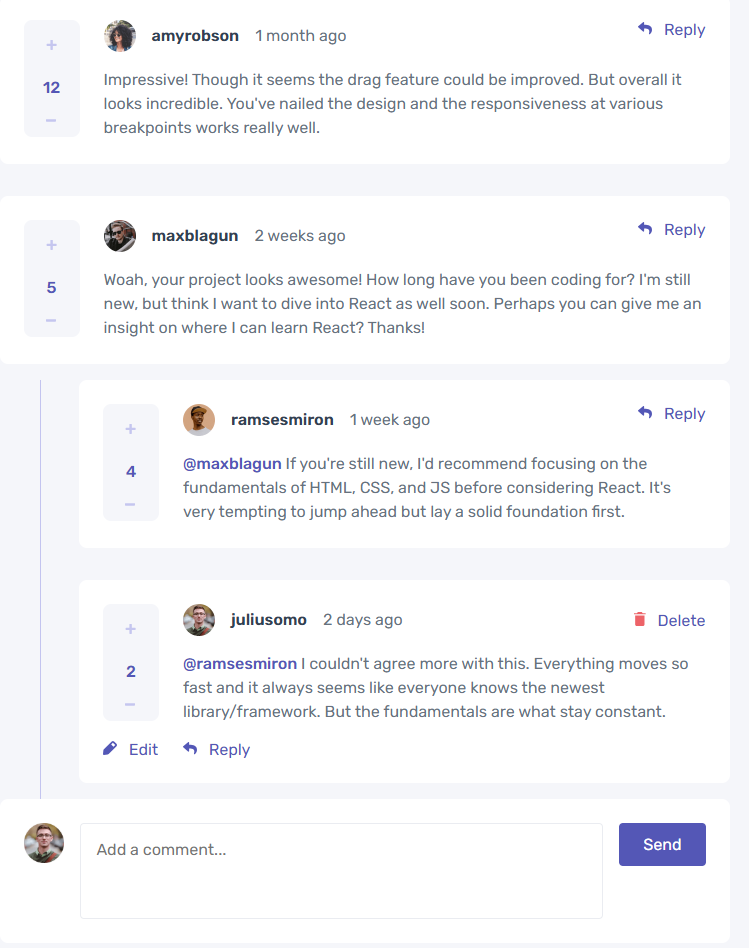 +
12
−
amyrobson 1 month ago
Reply
Impressive! Though it seems the drag feature could be improved. But overall it
looks incredible. You've nailed the design and the responsiveness at various
breakpoints works really well.
+
5
−
maxblagun 2 weeks ago
Reply
Woah, your project looks awesome! How long have you been coding for? I'm still
new, but think I want to dive into React as well soon. Perhaps you can give me an
insight on where I can learn React? Thanks!
+
4
−
ramsesmiron 1 week ago
Reply
@maxblagun If you're still new, I'd recommend focusing on the
fundamentals of HTML, CSS, and JS before considering React. It's
very tempting to jump ahead but lay a solid foundation first.
+
2
−
juliusomo 2 days ago
Delete
@ramsesmiron I couldn't agree more with this. Everything moves so
fast and it always seems like everyone knows the newest
library/framework. But the fundamentals are what stay constant.
Edit Reply
Add a comment...
Send